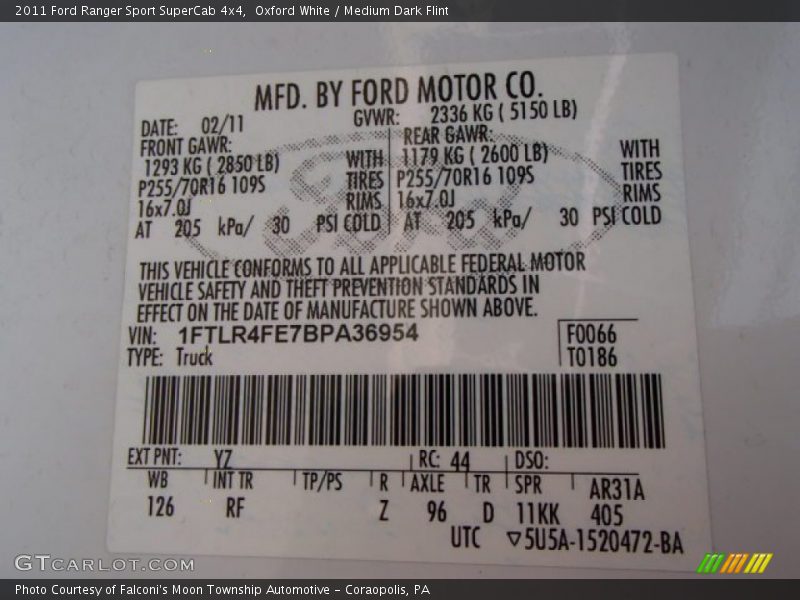 2011 Ford Ranger Sport SuperCab 4x4,  Oxford White / Medium Dark Flint
MFD. BY FORD MOTOR CO.
DATE: 02/11 GVWR: 2336 KG ( 5150 LB)
FRONT GAWR: REAR GAWR:
1293 KG ( 2850 LB) WITH 1179 KG ( 2600 LB) WITH
P255/70R16 109S TIRES P255/70R16 109S TIRES
16x7.0J RIMS 16x7.0J RIMS
AT 205 kPa/ 30 PSI COLD AT 205 kPa/ 30 PSI COLD
Ford
THIS VEHICLE CONFORMS TO ALL APPLICABLE FEDERAL MOTOR
VEHICLE SAFETY AND THEFT PREVENTION STANDARDS IN
EFFECT ON THE DATE OF MANUFACTURE SHOWN ABOVE.
VIN: 1FTLR4FE7BPA36954 F0066
TYPE: Truck T0186
EXT PNT: YZ RC: 44 DSO:
WB INT TR TP/PS R AXLE TR SPR AR31A
126 RF Z 96 D 11KK 405
UTC ▽5U5A-1520472-BA
GTCARLOT.COM
Photo Courtesy of Falconi's Moon Township Automotive – Coraopolis, PA